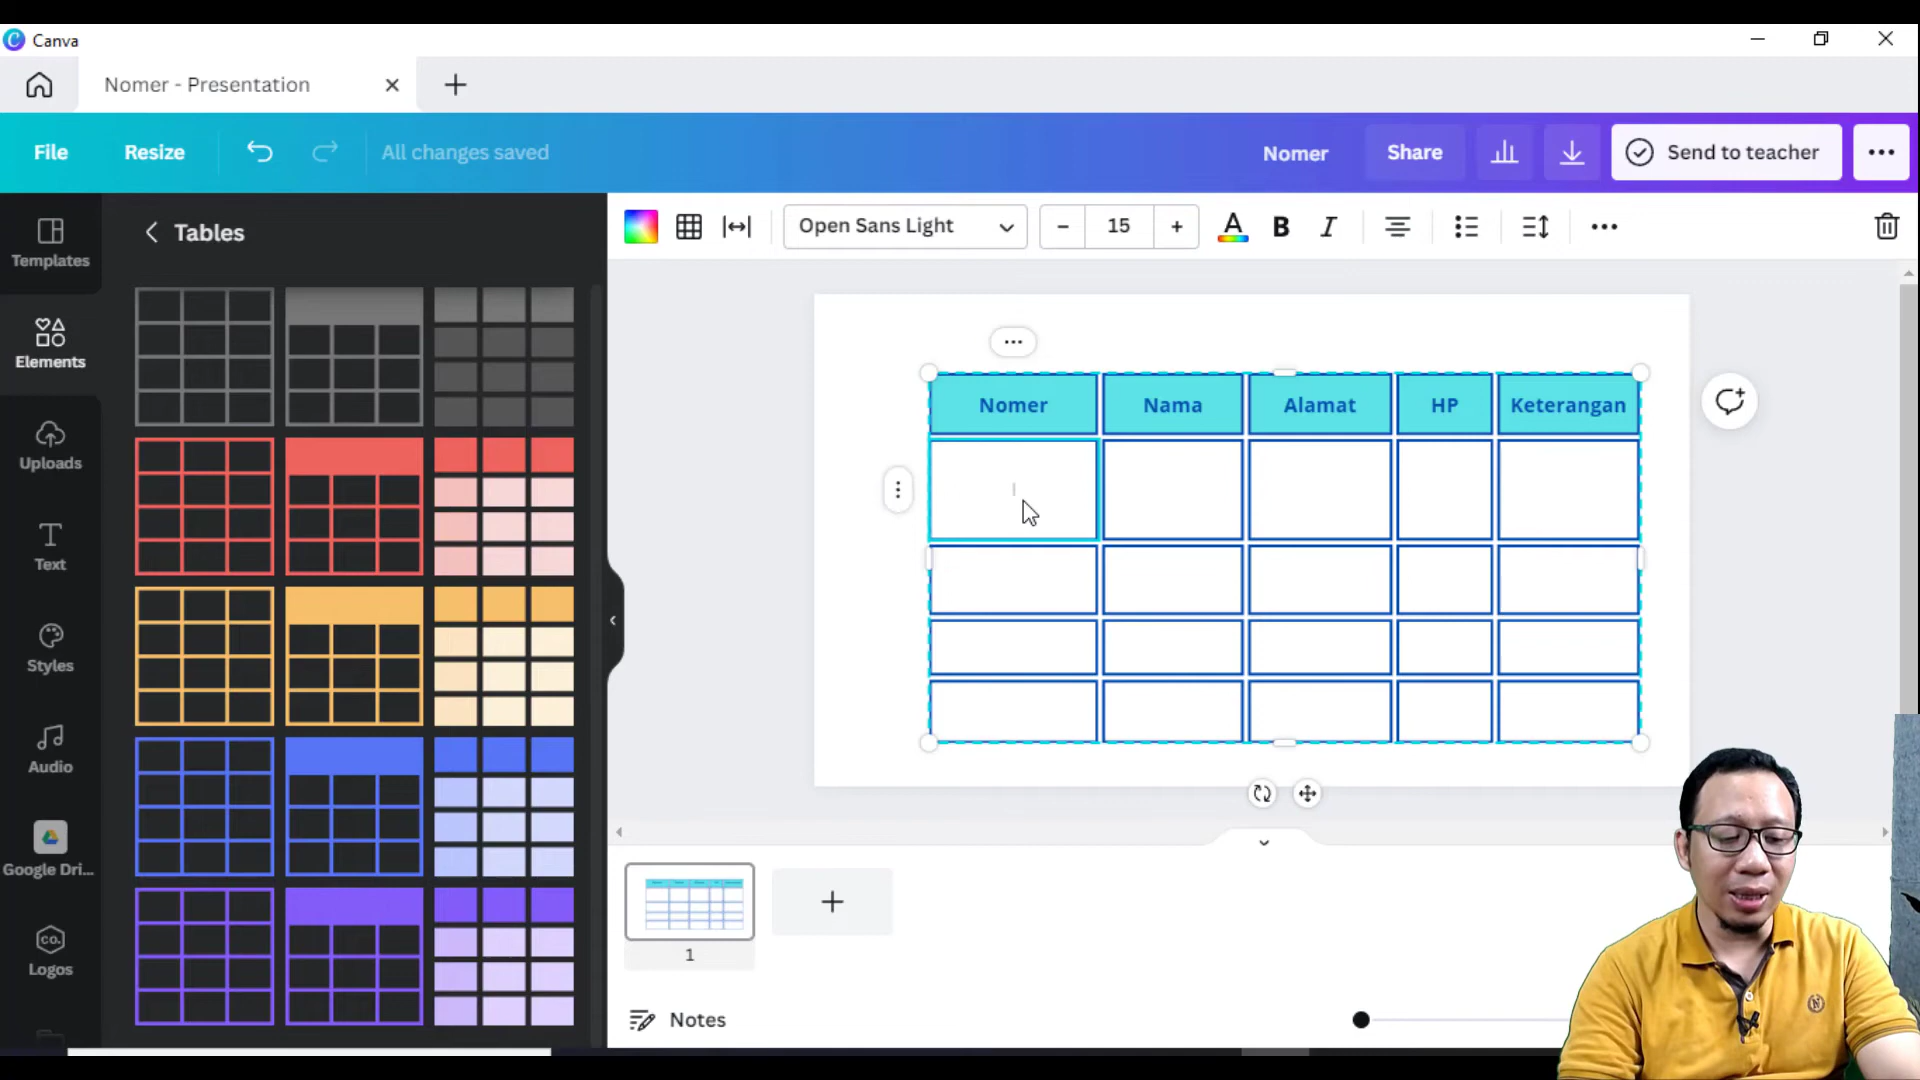 Canva
Nomer - Presentation
File
Resize
All changes saved
Nomer
Share
Send to teacher
Templates
Elements
Uploads
Text
Styles
Audio
Google Dri...
CO.
Logos
Tables
Open Sans Light
15
A
B
I
Nomer
Nama
Alamat
HP
Keterangan
1
Notes